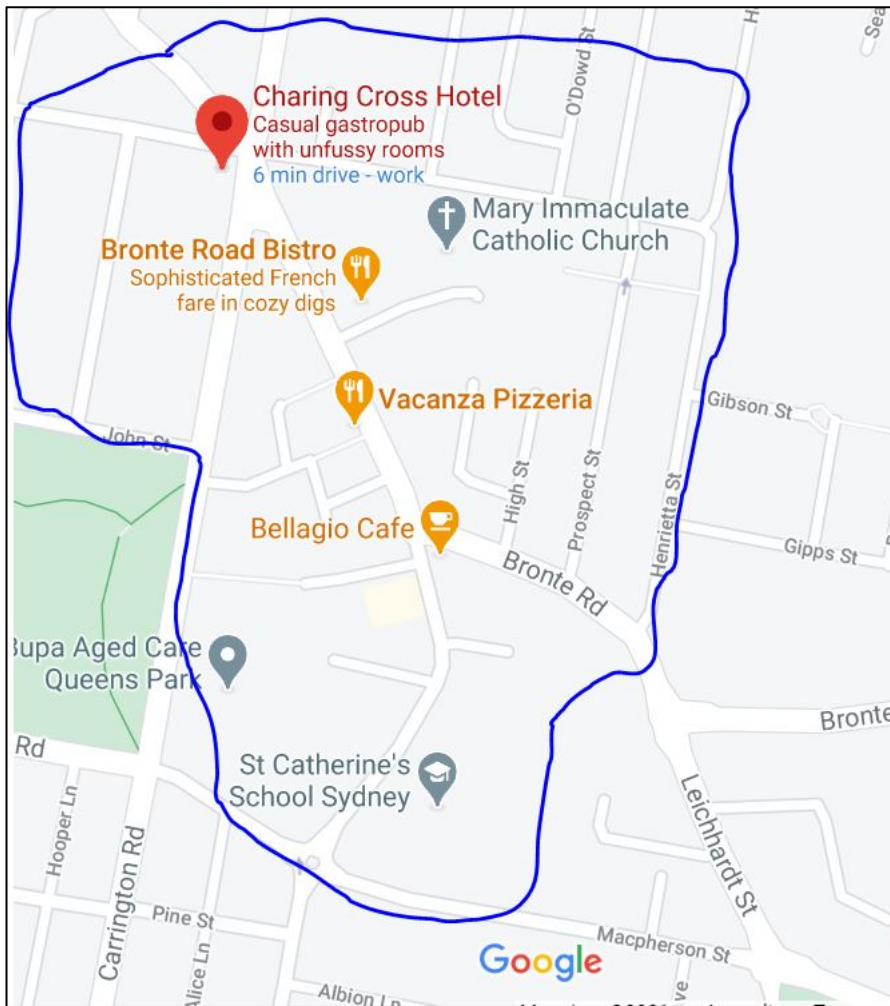 Sea
O'Dowd St
H
Charing Cross Hotel
Casual gastropub
with unfussy rooms
6 min drive - work
Mary Immaculate
Catholic Church
Bronte Road Bistro
Sophisticated French
fare in cozy digs
Vacanza Pizzeria
Gibson St
John St
High St
Prospect St
Henrietta St
Bellagio Cafe
Gipps St
Bronte Rd
Bupa Aged Care
Queens Park
Bronte
Rd
St Catherine's
School Sydney
Leichhardt St
Hooper Ln
Carrington Rd
Pine St
Alice Ln
Macpherson St
Google
Albion Ln